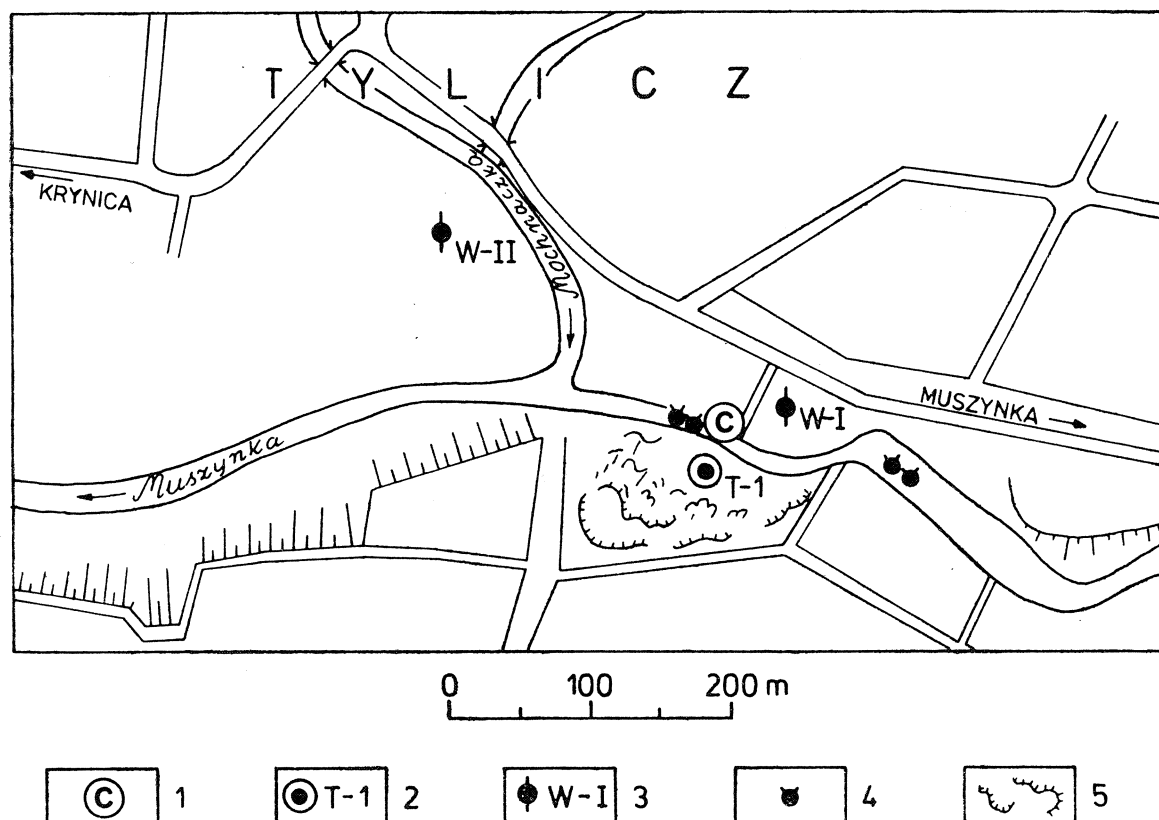 T Y L I C Z
KRYNICA
Mochnaczka
W-II
MUSZYNKA
C
W-I
T-1
Muszynka
0 100 200 m
C 1
T-1 2
W-I 3
4
5